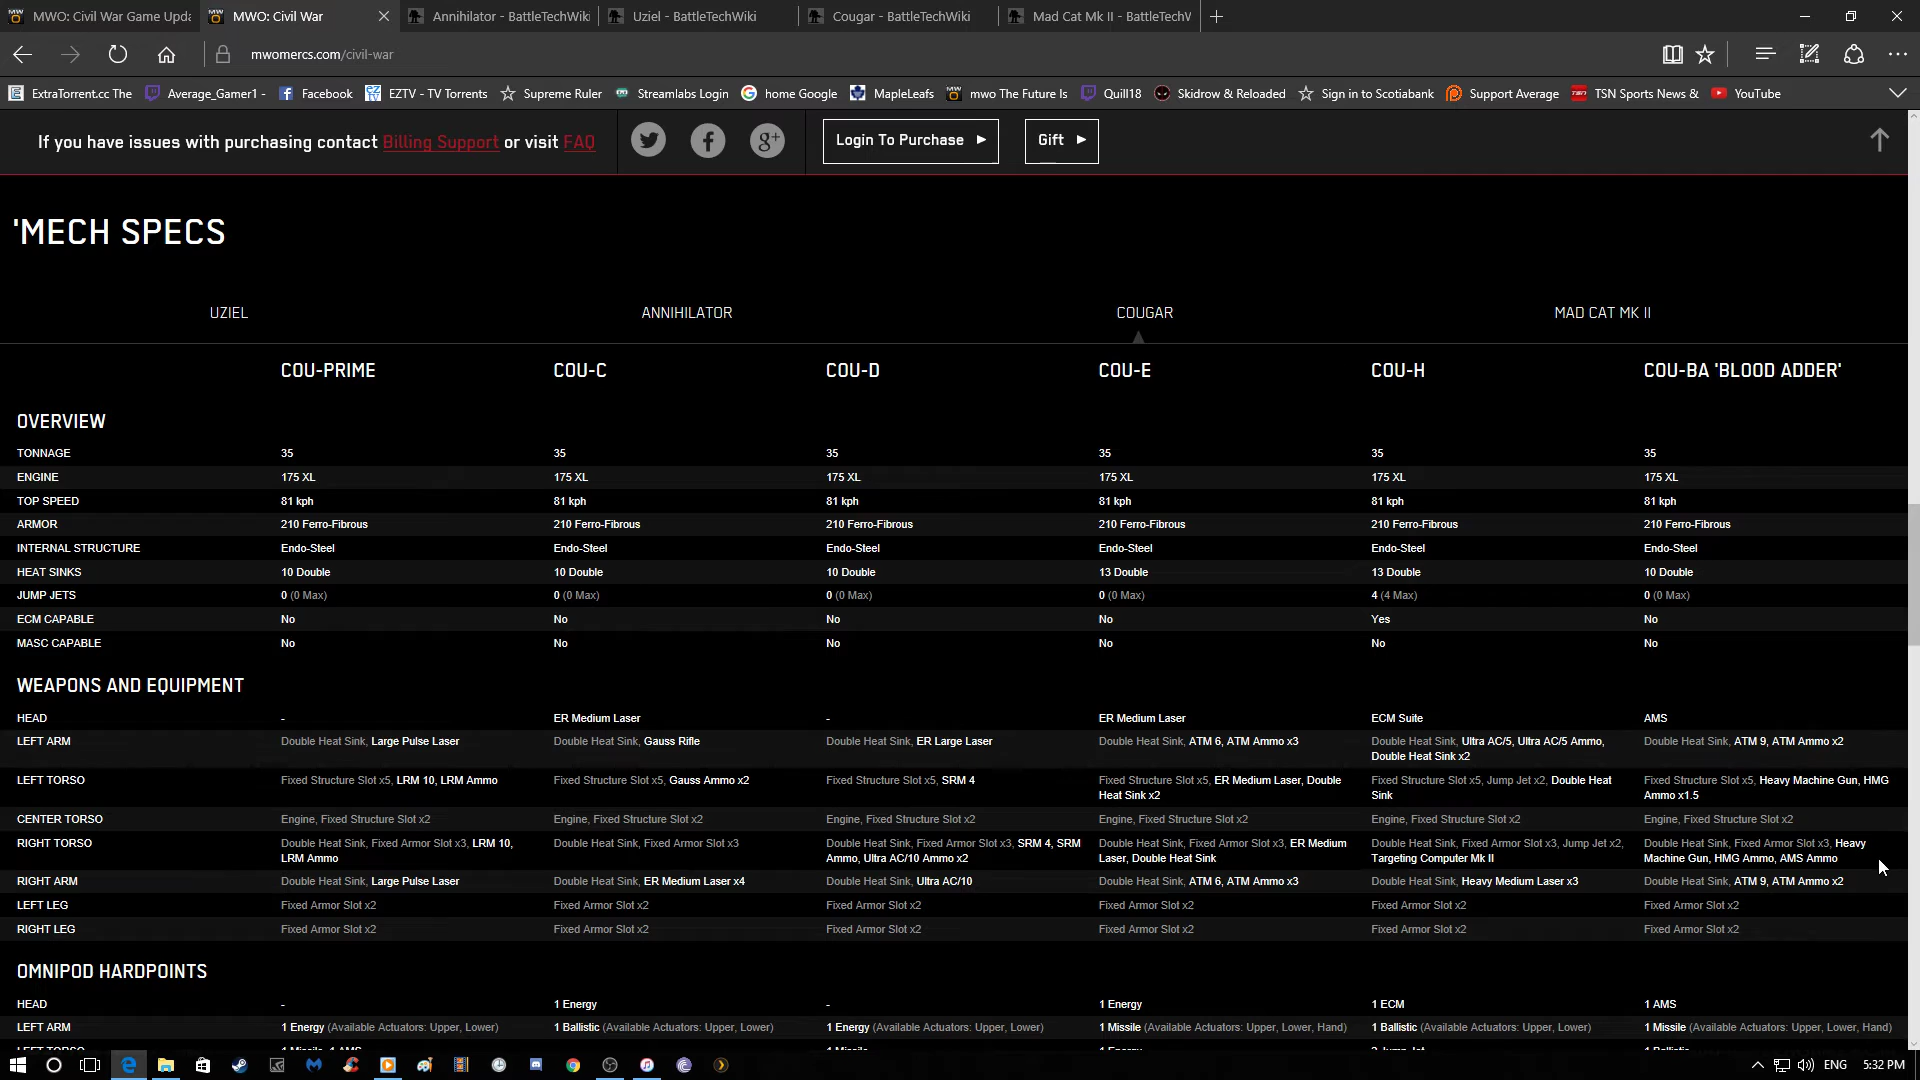 MWO: Civil War Game Upda
MWO: Civil War
Annihilator - BattleTechWiki
Uziel - BattleTechWiki
Cougar - BattleTechWiki
Mad Cat Mk II - BattleTechW
mwomercs.com/civil-war
ExtraTorrent.cc The
Average_Gamer1 -
Facebook
EZTV - TV Torrents
Supreme Ruler
Streamlabs Login
home Google
MapleLeafs
mwo The Future Is
Quill18
Skidrow & Reloaded
Sign in to Scotiabank
Support Average
TSN Sports News &
YouTube
If you have issues with purchasing contact Billing Support or visit FAQ
Login To Purchase
Gift
'MECH SPECS
UZIEL ANNIHILATOR COUGAR MAD CAT MK II
COU-PRIME COU-C COU-D COU-E COU-H COU-BA 'BLOOD ADDER'
OVERVIEW
TONNAGE 35 35 35 35 35 35
ENGINE 175 XL 175 XL 175 XL 175 XL 175 XL 175 XL
TOP SPEED 81 kph 81 kph 81 kph 81 kph 81 kph 81 kph
ARMOR 210 Ferro-Fibrous 210 Ferro-Fibrous 210 Ferro-Fibrous 210 Ferro-Fibrous 210 Ferro-Fibrous 210 Ferro-Fibrous
INTERNAL STRUCTURE Endo-Steel Endo-Steel Endo-Steel Endo-Steel Endo-Steel Endo-Steel
HEAT SINKS 10 Double 10 Double 10 Double 13 Double 13 Double 10 Double
JUMP JETS 0 (0 Max) 0 (0 Max) 0 (0 Max) 0 (0 Max) 4 (4 Max) 0 (0 Max)
ECM CAPABLE No No No No Yes No
MASC CAPABLE No No No No No No
WEAPONS AND EQUIPMENT
HEAD - ER Medium Laser - ER Medium Laser ECM Suite AMS
LEFT ARM Double Heat Sink, Large Pulse Laser Double Heat Sink, Gauss Rifle Double Heat Sink, ER Large Laser Double Heat Sink, ATM 6, ATM Ammo x3 Double Heat Sink, Ultra AC/5, Ultra AC/5 Ammo, Double Heat Sink, ATM 9, ATM Ammo x2
Double Heat Sink x2
LEFT TORSO Fixed Structure Slot x5, LRM 10, LRM Ammo Fixed Structure Slot x5, Gauss Ammo x2 Fixed Structure Slot x5, SRM 4 Fixed Structure Slot x5, ER Medium Laser, Double Fixed Structure Slot x5, Jump Jet x2, Double Heat Fixed Structure Slot x5, Heavy Machine Gun, HMG
Heat Sink x2 Sink Ammo x1.5
CENTER TORSO Engine, Fixed Structure Slot x2 Engine, Fixed Structure Slot x2 Engine, Fixed Structure Slot x2 Engine, Fixed Structure Slot x2 Engine, Fixed Structure Slot x2 Engine, Fixed Structure Slot x2
RIGHT TORSO Double Heat Sink, Fixed Armor Slot x3, LRM 10, Double Heat Sink, Fixed Armor Slot x3 Double Heat Sink, Fixed Armor Slot x3, SRM 4, SRM Double Heat Sink, Fixed Armor Slot x3, ER Medium Double Heat Sink, Fixed Armor Slot x3, Jump Jet x2, Double Heat Sink, Fixed Armor Slot x3, Heavy
LRM Ammo Ammo, Ultra AC/10 Ammo x2 Laser, Double Heat Sink Targeting Computer Mk II Machine Gun, HMG Ammo, AMS Ammo
RIGHT ARM Double Heat Sink, Large Pulse Laser Double Heat Sink, ER Medium Laser x4 Double Heat Sink, Ultra AC/10 Double Heat Sink, ATM 6, ATM Ammo x3 Double Heat Sink, Heavy Medium Laser x3 Double Heat Sink, ATM 9, ATM Ammo x2
LEFT LEG Fixed Armor Slot x2 Fixed Armor Slot x2 Fixed Armor Slot x2 Fixed Armor Slot x2 Fixed Armor Slot x2 Fixed Armor Slot x2
RIGHT LEG Fixed Armor Slot x2 Fixed Armor Slot x2 Fixed Armor Slot x2 Fixed Armor Slot x2 Fixed Armor Slot x2 Fixed Armor Slot x2
OMNIPOD HARDPOINTS
HEAD - 1 Energy - 1 Energy 1 ECM 1 AMS
LEFT ARM 1 Energy (Available Actuators: Upper, Lower) 1 Ballistic (Available Actuators: Upper, Lower) 1 Energy (Available Actuators: Upper, Lower) 1 Missile (Available Actuators: Upper, Lower, Hand) 1 Ballistic (Available Actuators: Upper, Lower) 1 Missile (Available Actuators: Upper, Lower, Hand)
ENG 5:32 PM